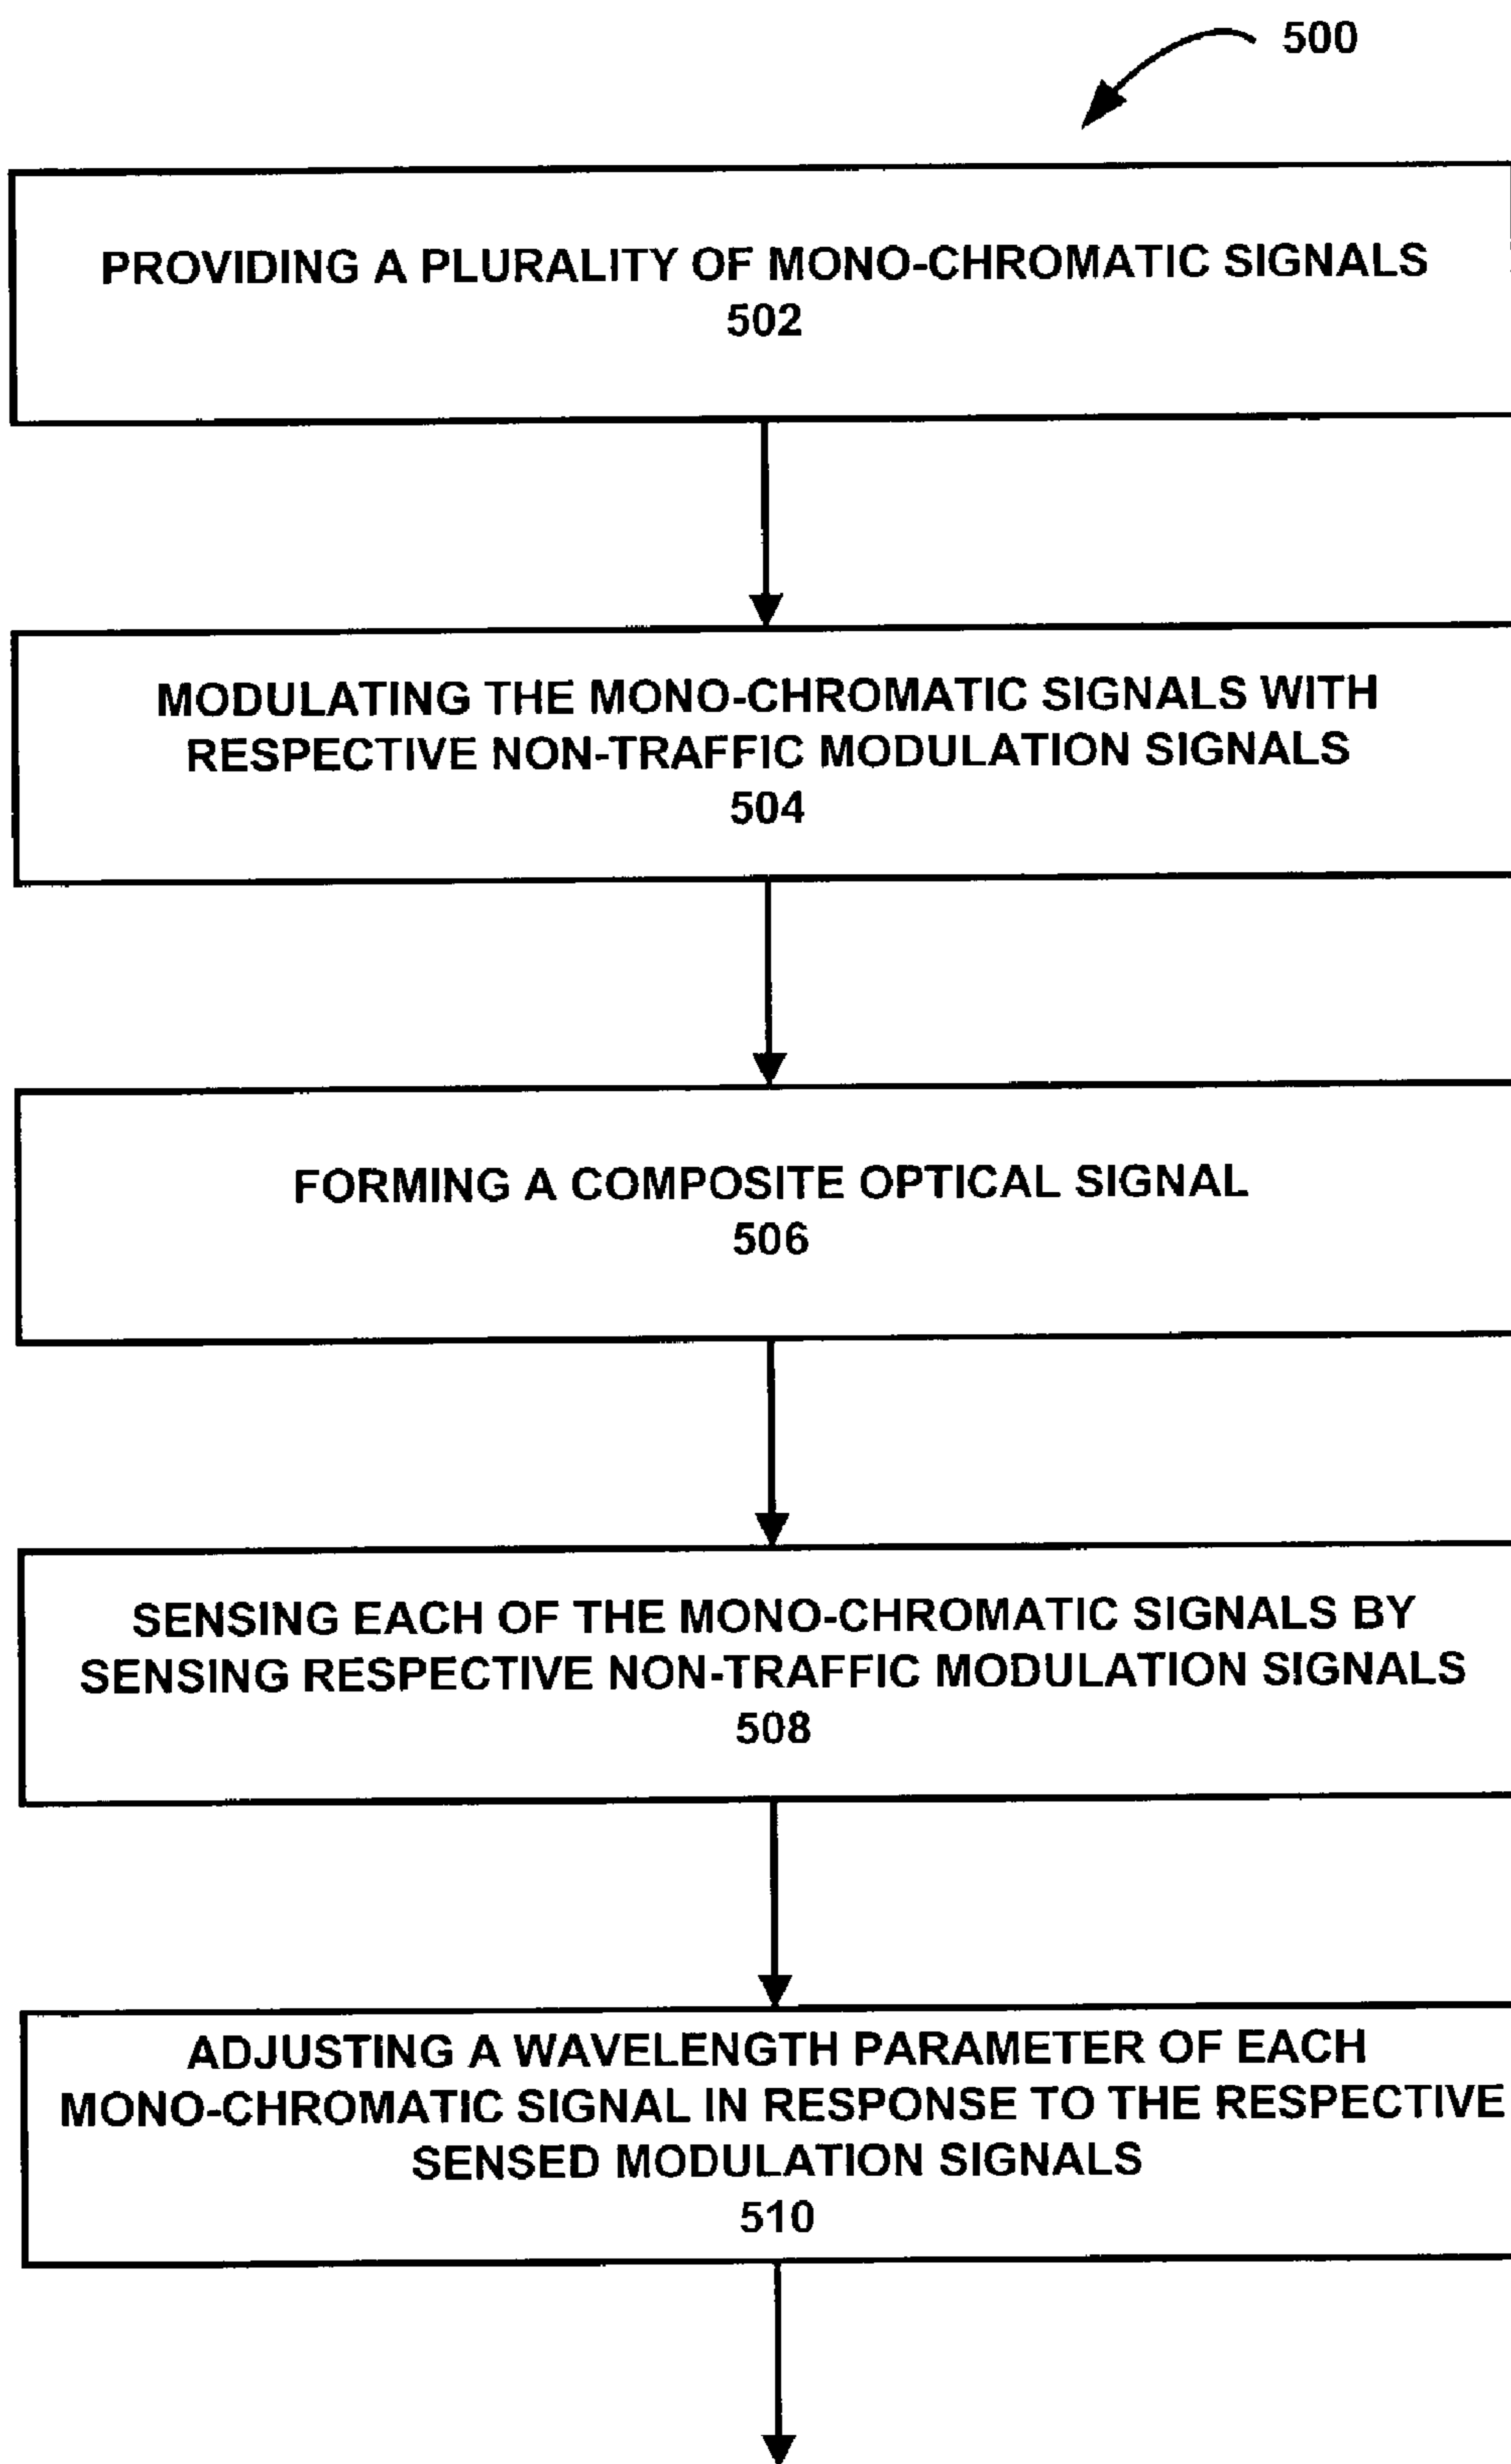 500
PROVIDING A PLURALITY OF MONO-CHROMATIC SIGNALS
502
MODULATING THE MONO-CHROMATIC SIGNALS WITH
RESPECTIVE NON-TRAFFIC MODULATION SIGNALS
504
FORMING A COMPOSITE OPTICAL SIGNAL
506
SENSING EACH OF THE MONO-CHROMATIC SIGNALS BY
SENSING RESPECTIVE NON-TRAFFIC MODULATION SIGNALS
508
ADJUSTING A WAVELENGTH PARAMETER OF EACH
MONO-CHROMATIC SIGNAL IN RESPONSE TO THE RESPECTIVE
SENSED MODULATION SIGNALS
510